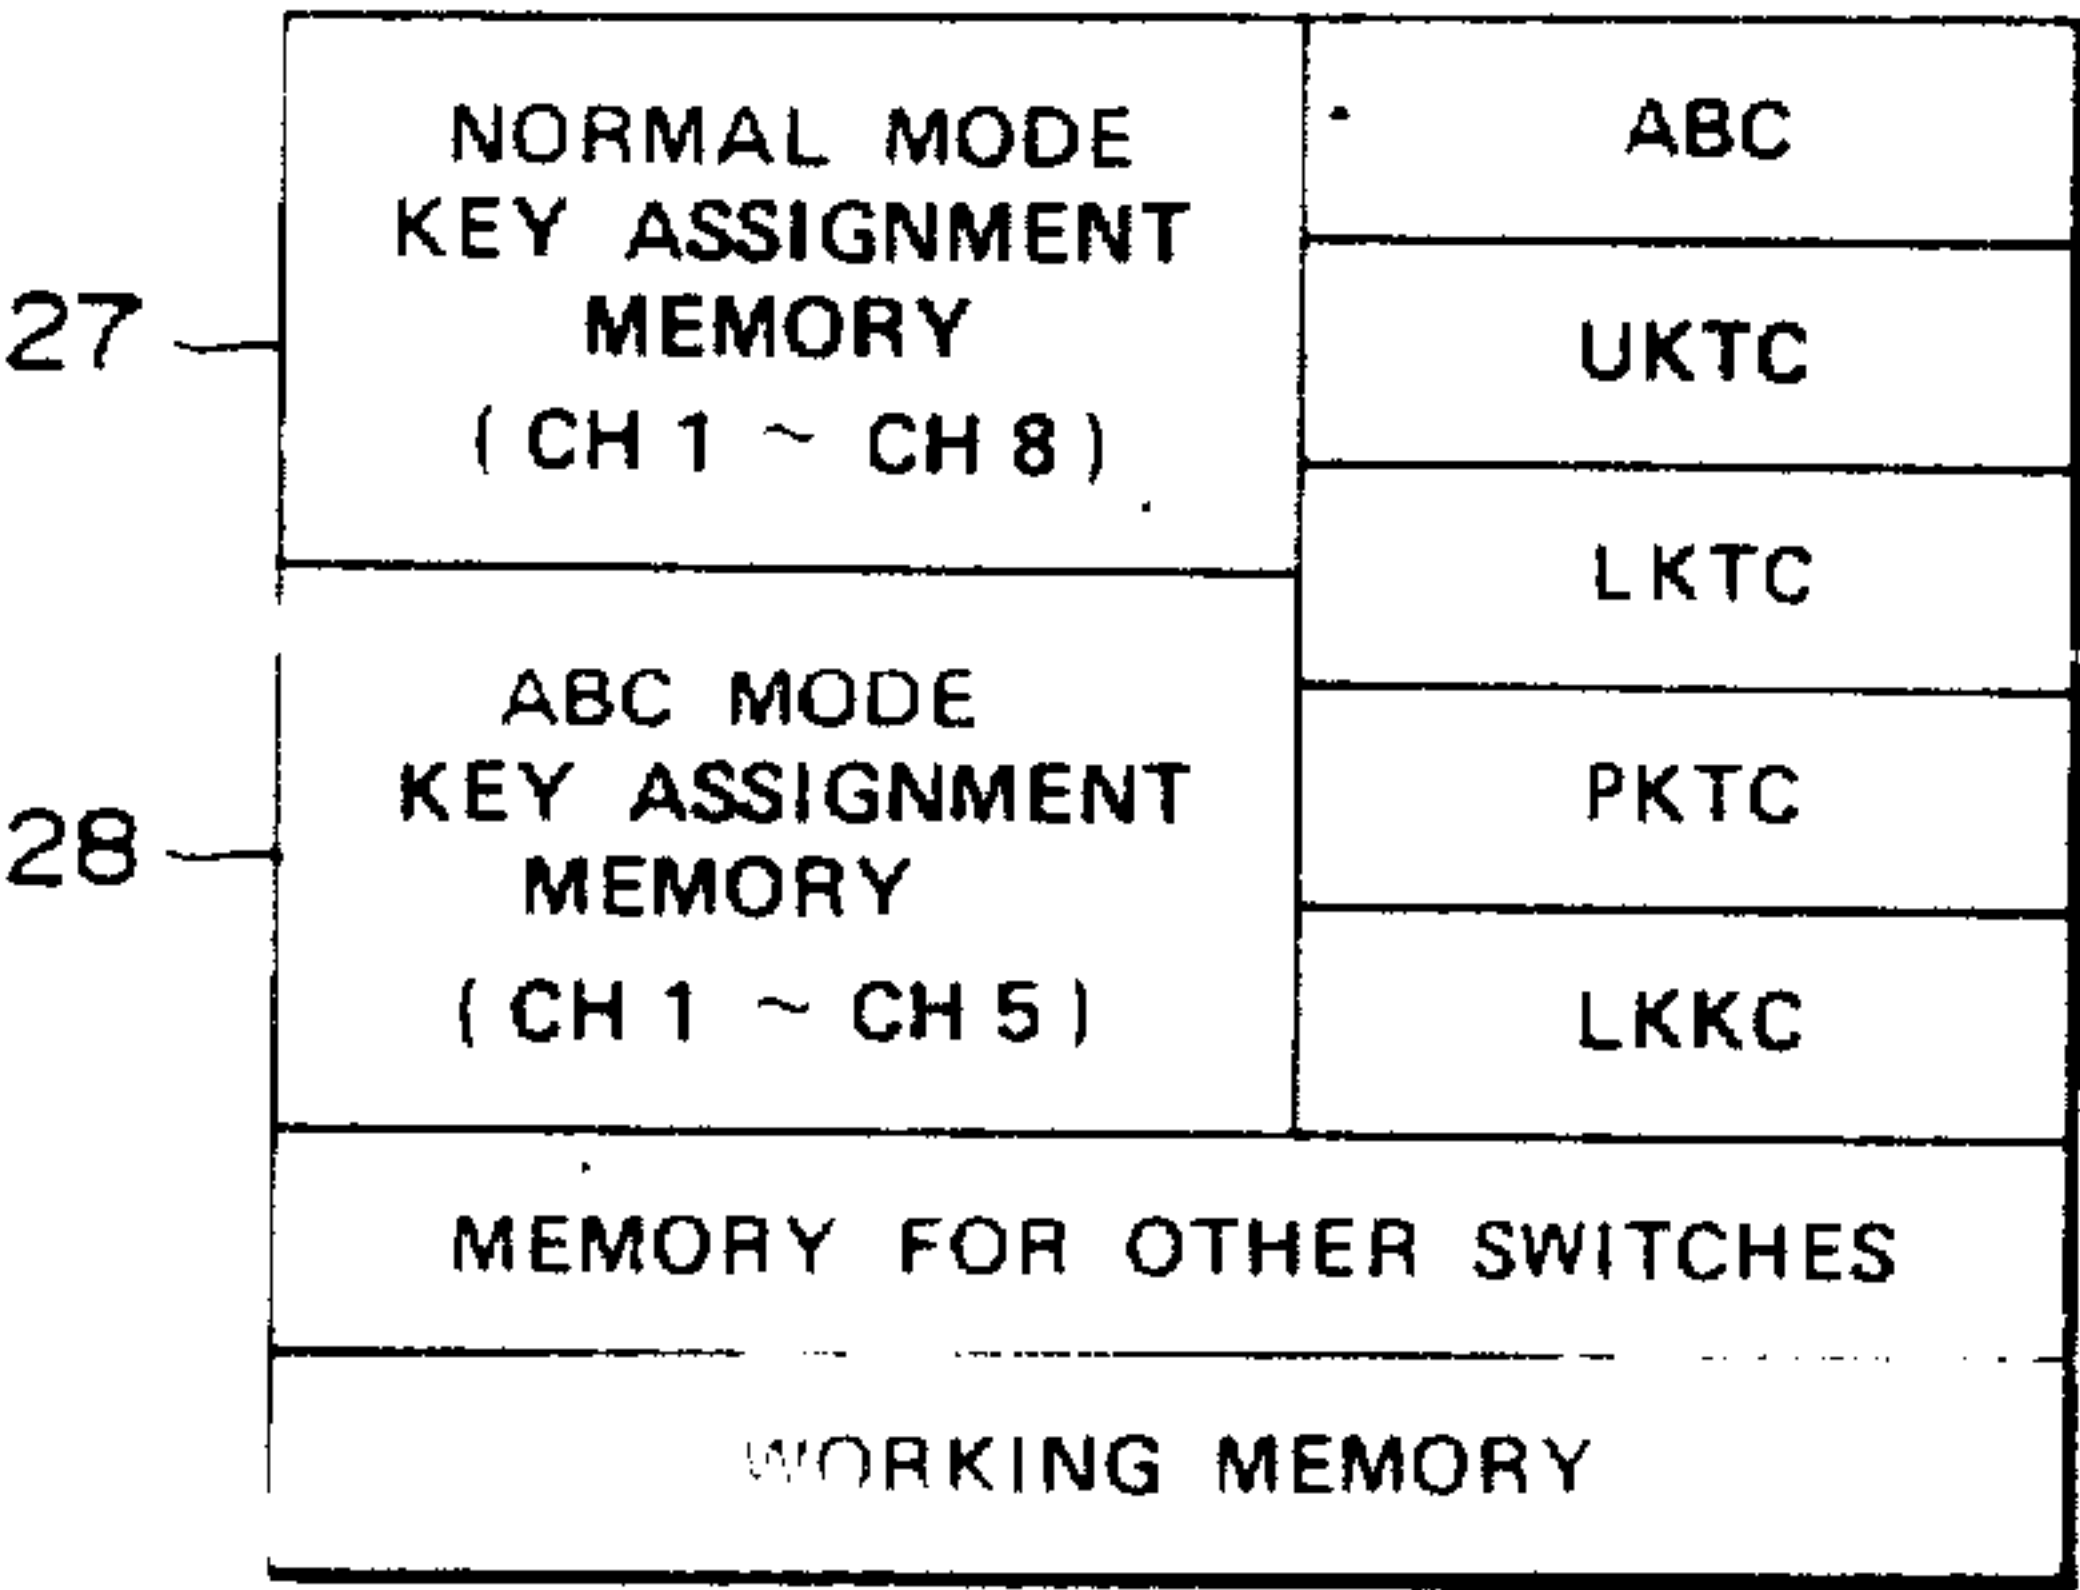 NORMAL MODE
KEY ASSIGNMENT
MEMORY
( CH 1 ~ CH 8 )
27
ABC MODE
KEY ASSIGNMENT
MEMORY
( CH 1 ~ CH 5 )
28
ABC
UKTC
LKTC
PKTC
LKKC
MEMORY FOR OTHER SWITCHES
WORKING MEMORY